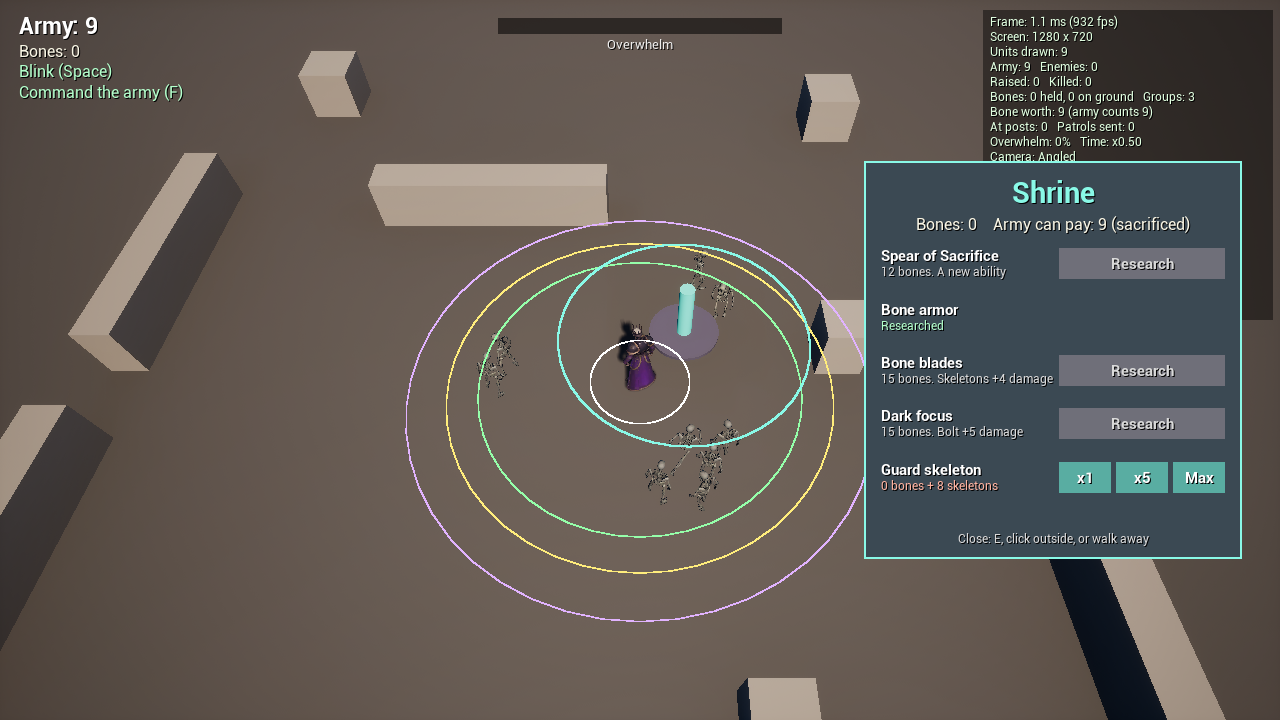 Army: 9
Bones: 0
Blink (Space)
Command the army (F)
Overwhelm
Frame: 1.1 ms (932 fps)
Screen: 1280 x 720
Units drawn: 9
Army: 9 Enemies: 0
Raised: 0 Killed: 0
Bones: 0 held, 0 on ground Groups: 3
Bone worth: 9 (army counts 9)
At posts: 0 Patrols sent: 0
Overwhelm: 0% Time: x0.50
Camera: Angled
Shrine
Bones: 0 Army can pay: 9 (sacrificed)
Spear of Sacrifice
12 bones. A new ability
Research
Bone armor
Researched
Bone blades
15 bones. Skeletons +4 damage
Research
Dark focus
15 bones. Bolt +5 damage
Research
Guard skeleton
0 bones + 8 skeletons
x1 x5 Max
Close: E, click outside, or walk away